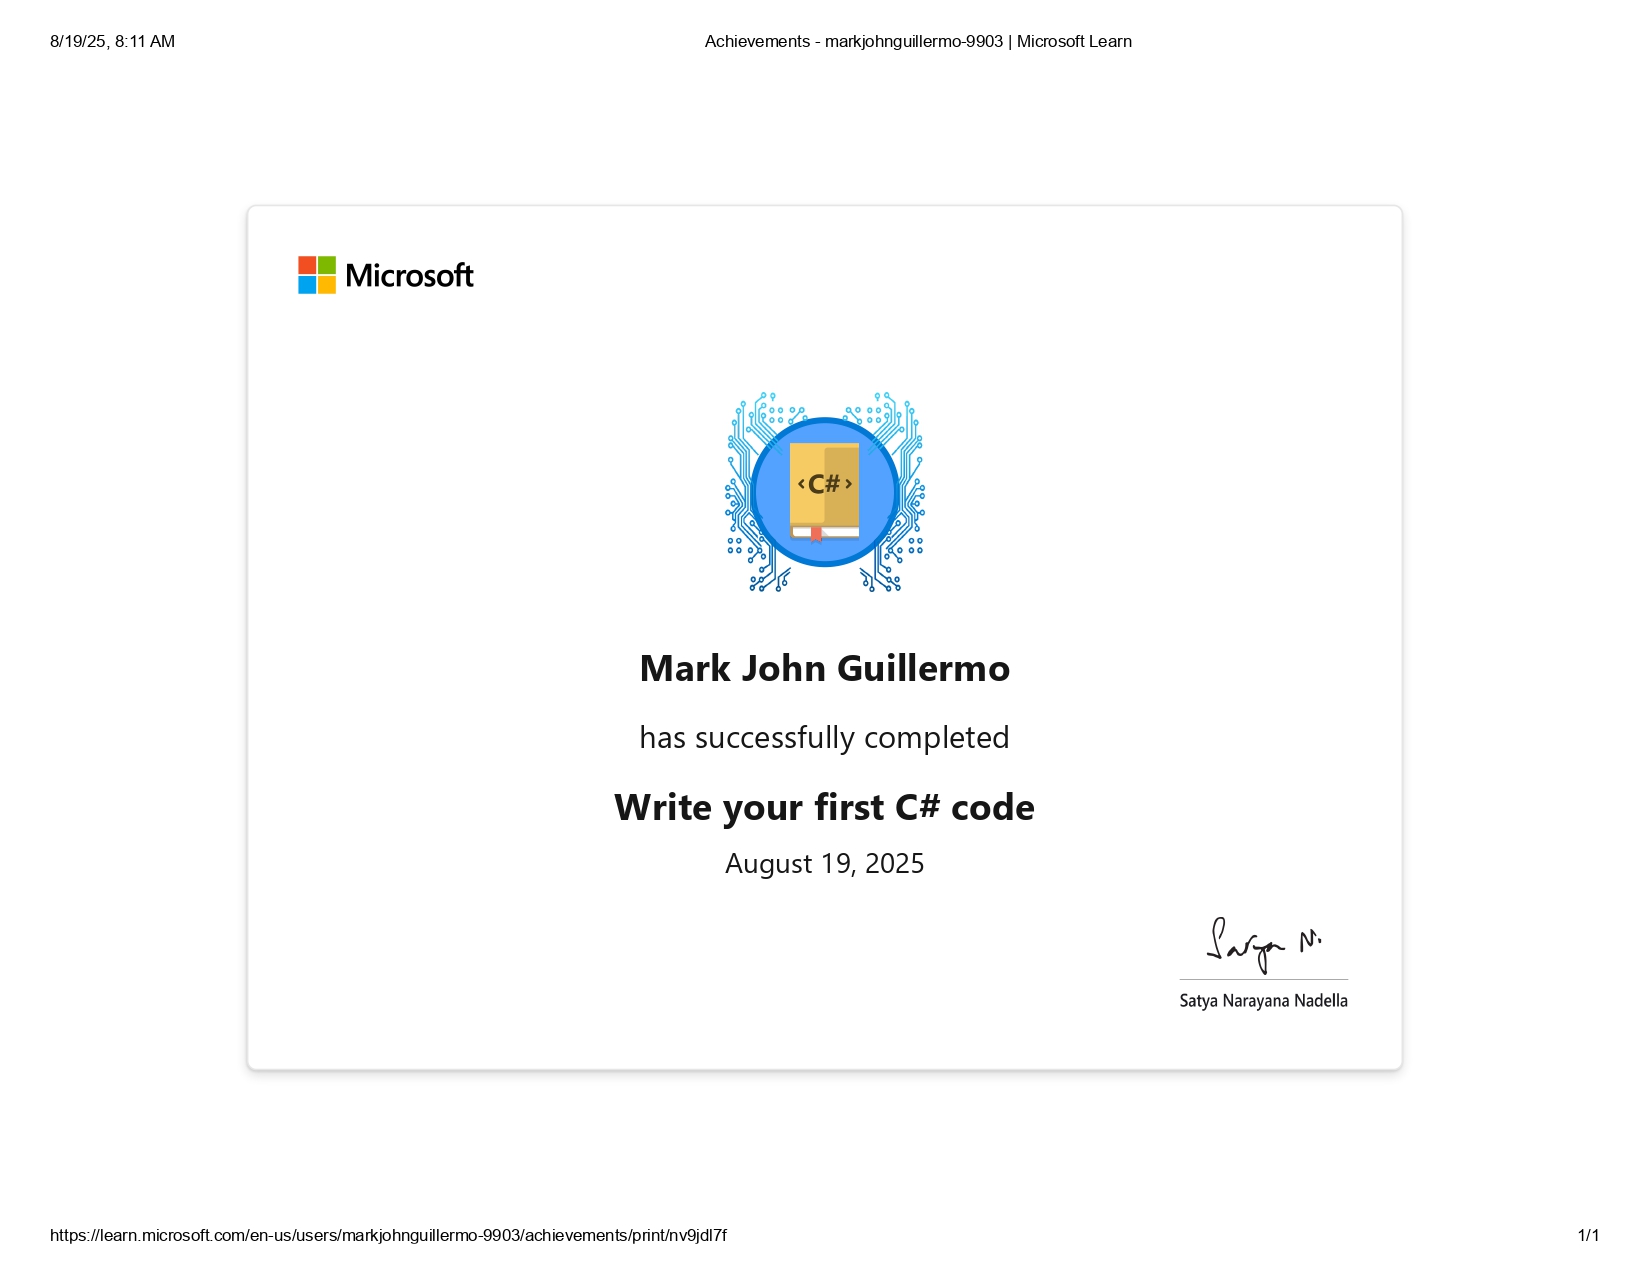 8/19/25, 8:11 AM
Achievements - markjohnguillermo-9903 | Microsoft Learn
Microsoft
‹C#›
Mark John Guillermo
has successfully completed
Write your first C# code
August 19, 2025
Satya N.
Satya Narayana Nadella
https://learn.microsoft.com/en-us/users/markjohnguillermo-9903/achievements/print/nv9jdl7f
1/1